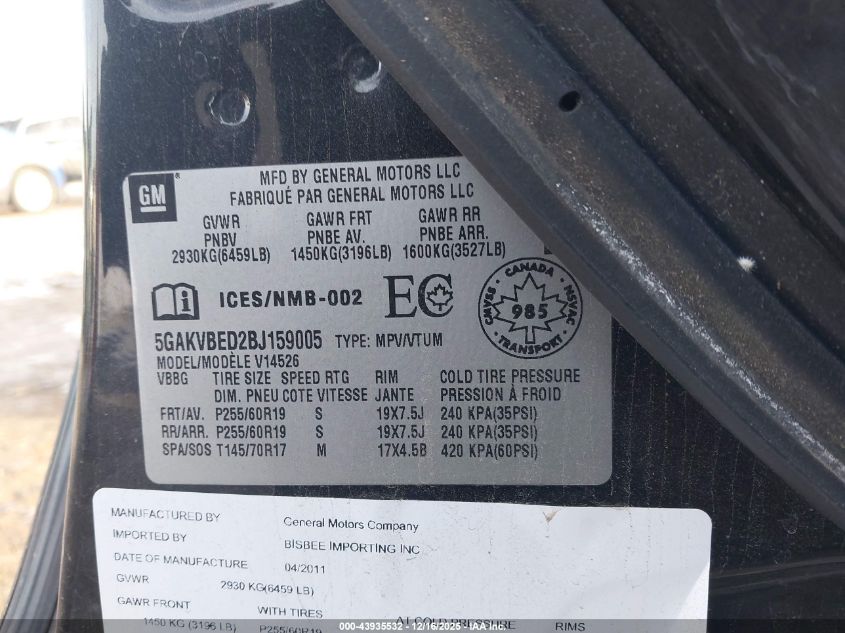 GM
MFD BY GENERAL MOTORS LLC
FABRIQUÉ PAR GENERAL MOTORS LLC
GVWR GAWR FRT GAWR RR
PNBV PNBE AV. PNBE ARR.
2930KG(6459LB) 1450KG(3196LB) 1600KG(3527LB)
ICES/NMB-002 EC
CANADA
CMVSS 985 NSVAC
5GAKVBED2BJ159005 TYPE: MPV/VTUM
MODEL/MODÈLE V14526
VBBG TIRE SIZE SPEED RTG RIM COLD TIRE PRESSURE
DIM. PNEU COTE VITESSE JANTE PRESSION À FROID
FRT/AV. P255/60R19 S 19X7.5J 240 KPA(35PSI)
RR/ARR. P255/60R19 S 19X7.5J 240 KPA(35PSI)
SPA/SOS T145/70R17 M 17X4.5B 420 KPA(60PSI)
MANUFACTURED BY General Motors Company
IMPORTED BY BISBEE IMPORTING INC
DATE OF MANUFACTURE 04/2011
GVWR 2930 KG(6459 LB)
GAWR FRONT WITH TIRES PRESSURE RIMS
1450 KG (3196 LB) P255/60R19
000-43935532 - 12/16/2025 - IAA Inc.